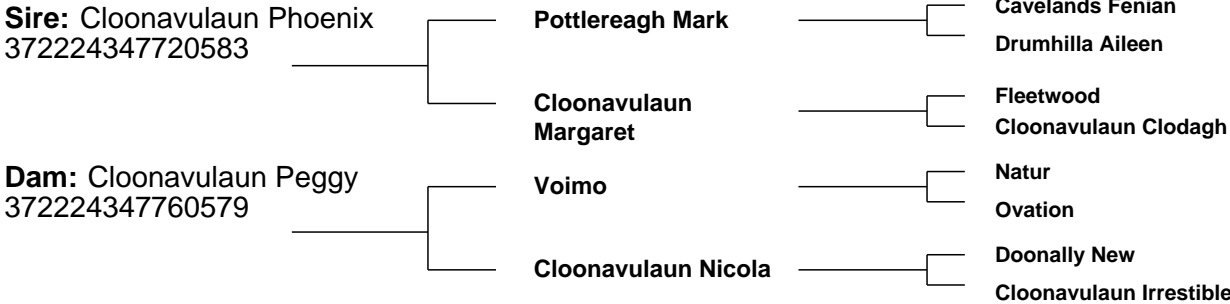 Sire: Cloonavulaun Phoenix
372224347720583
Pottlereagh Mark
Cavelands Fenian
Drumhilla Aileen
Cloonavulaun
Margaret
Fleetwood
Cloonavulaun Clodagh
Dam: Cloonavulaun Peggy
372224347760579
Voimo
Natur
Ovation
Cloonavulaun Nicola
Doonally New
Cloonavulaun Irrestible